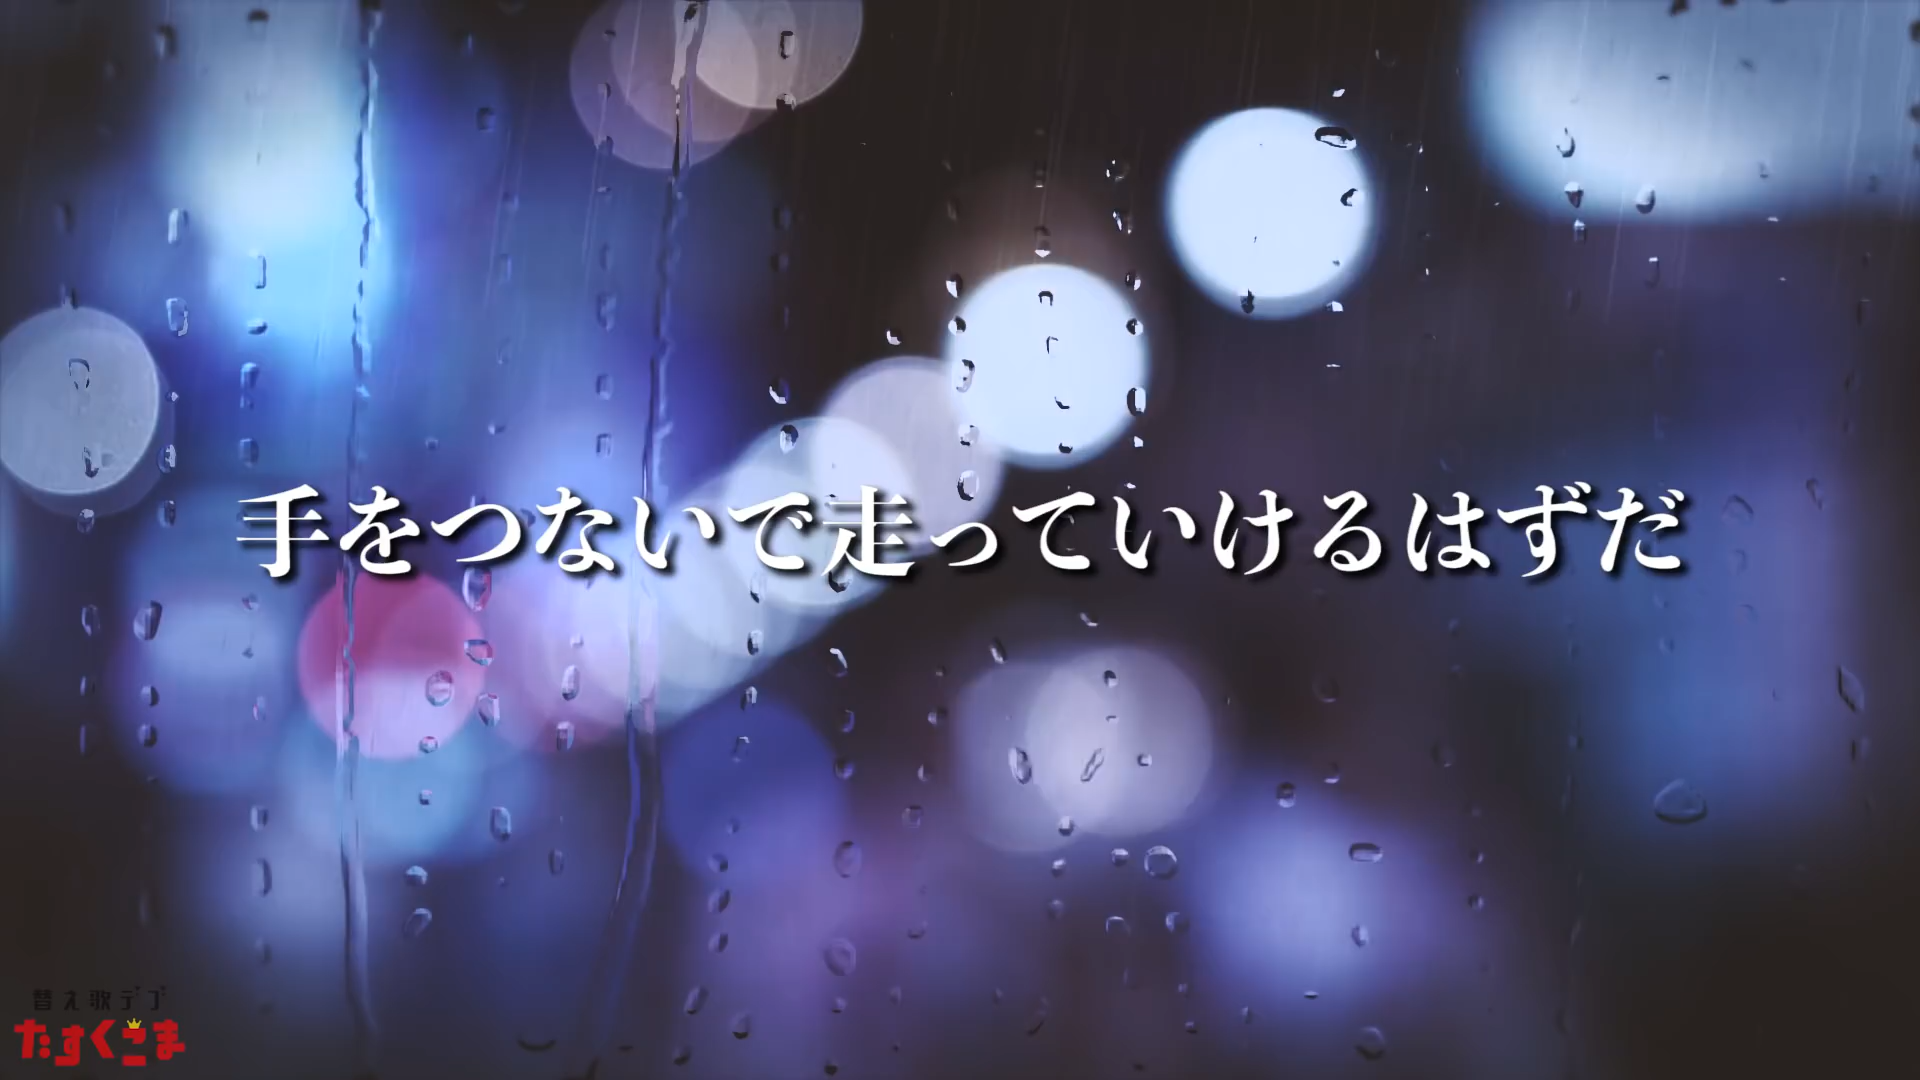 手をつないで走っていけるはずだ
替え歌デブ
たすくこま